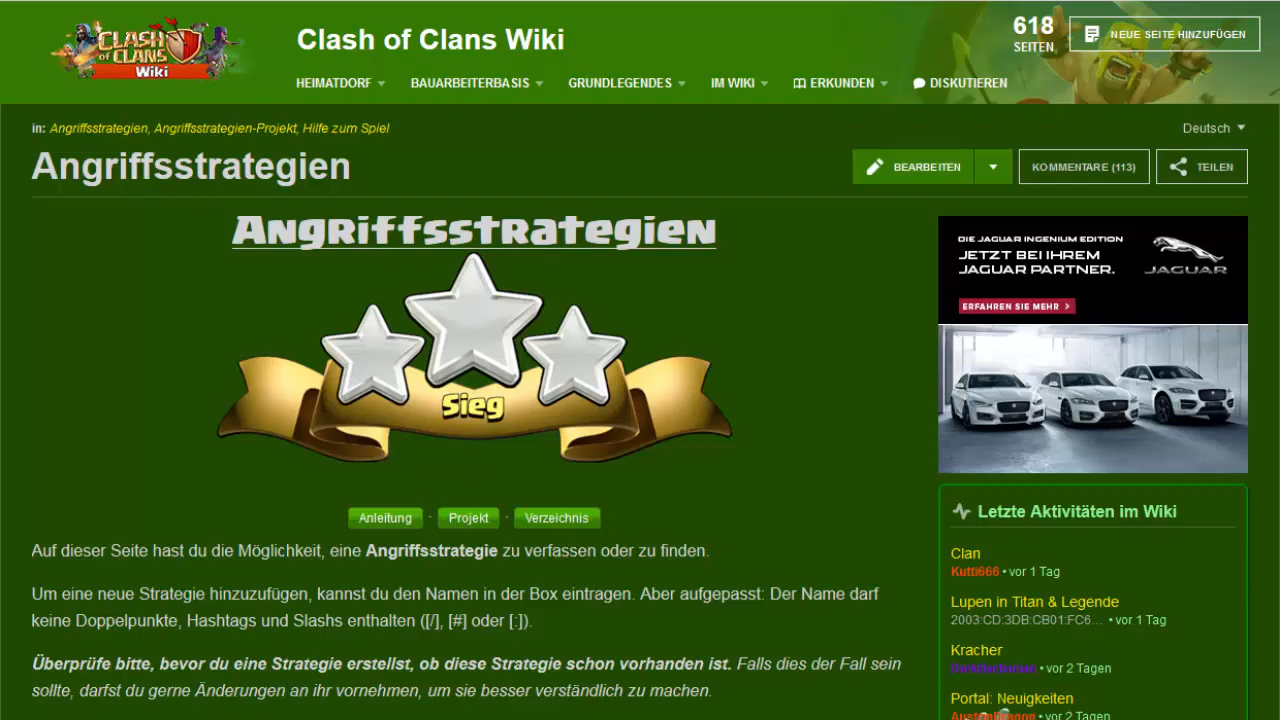 CLASH
OF CLANS
Wiki
Clash of Clans Wiki
618
SEITEN
NEUE SEITE HINZUFÜGEN
HEIMATDORF
BAUARBEITERBASIS
GRUNDLEGENDES
IM WIKI
ERKUNDEN
DISKUTIEREN
in: Angriffsstrategien, Angriffsstrategien-Projekt, Hilfe zum Spiel
Deutsch
Angriffsstrategien
BEARBEITEN
KOMMENTARE (113)
TEILEN
Angriffsstrategien
Sieg
DIE JAGUAR INGENIUM EDITION
JETZT BEI IHREM
JAGUAR PARTNER.
JAGUAR
ERFAHREN SIE MEHR
Anleitung · Projekt · Verzeichnis
Auf dieser Seite hast du die Möglichkeit, eine Angriffsstrategie zu verfassen oder zu finden.
Um eine neue Strategie hinzuzufügen, kannst du den Namen in der Box eintragen. Aber aufgepasst: Der Name darf
keine Doppelpunkte, Hashtags und Slashs enthalten ([/], [#] oder [:]).
Überprüfe bitte, bevor du eine Strategie erstellst, ob diese Strategie schon vorhanden ist. Falls dies der Fall sein
sollte, darfst du gerne Änderungen an ihr vornehmen, um sie besser verständlich zu machen.
Letzte Aktivitäten im Wiki
Clan
Kutti666 • vor 1 Tag
Lupen in Titan & Legende
2003:CD:3DB:CB01:FC6... • vor 1 Tag
Kracher
• vor 2 Tagen
Portal: Neuigkeiten
• vor 2 Tagen